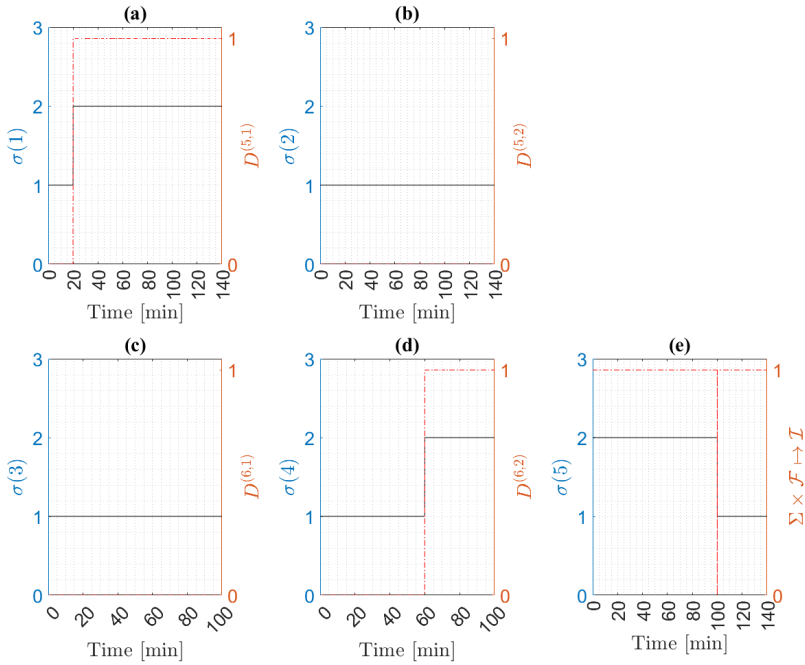 (a)
3
2
1
0
σ(1)
1
0
D^(5,1)
0 20 40 60 80 100 120 140
Time [min]
(b)
3
2
1
0
σ(2)
1
0
D^(5,2)
0 20 40 60 80 100 120 140
Time [min]
(c)
3
2
1
0
σ(3)
1
0
D^(6,1)
0 20 40 60 80 100
Time [min]
(d)
3
2
1
0
σ(4)
1
0
D^(6,2)
0 20 40 60 80 100
Time [min]
(e)
3
2
1
0
σ(5)
1
0
Σ × ℱ ↦ ℐ
0 20 40 60 80 100 120 140
Time [min]